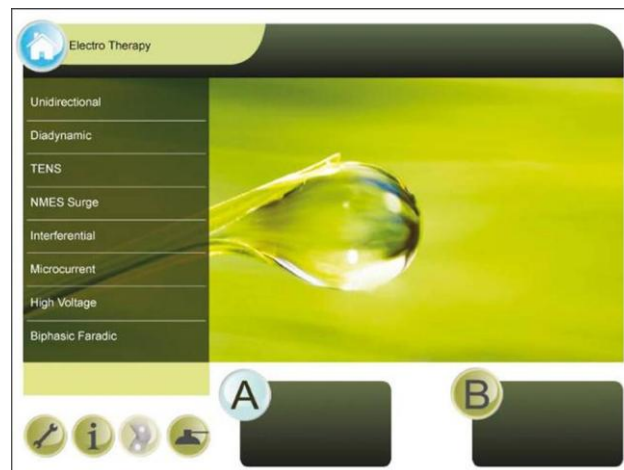 Electro Therapy
Unidirectional
Diadynamic
TENS
NMES Surge
Interferential
Microcurrent
High Voltage
Biphasic Faradic
A
B
i